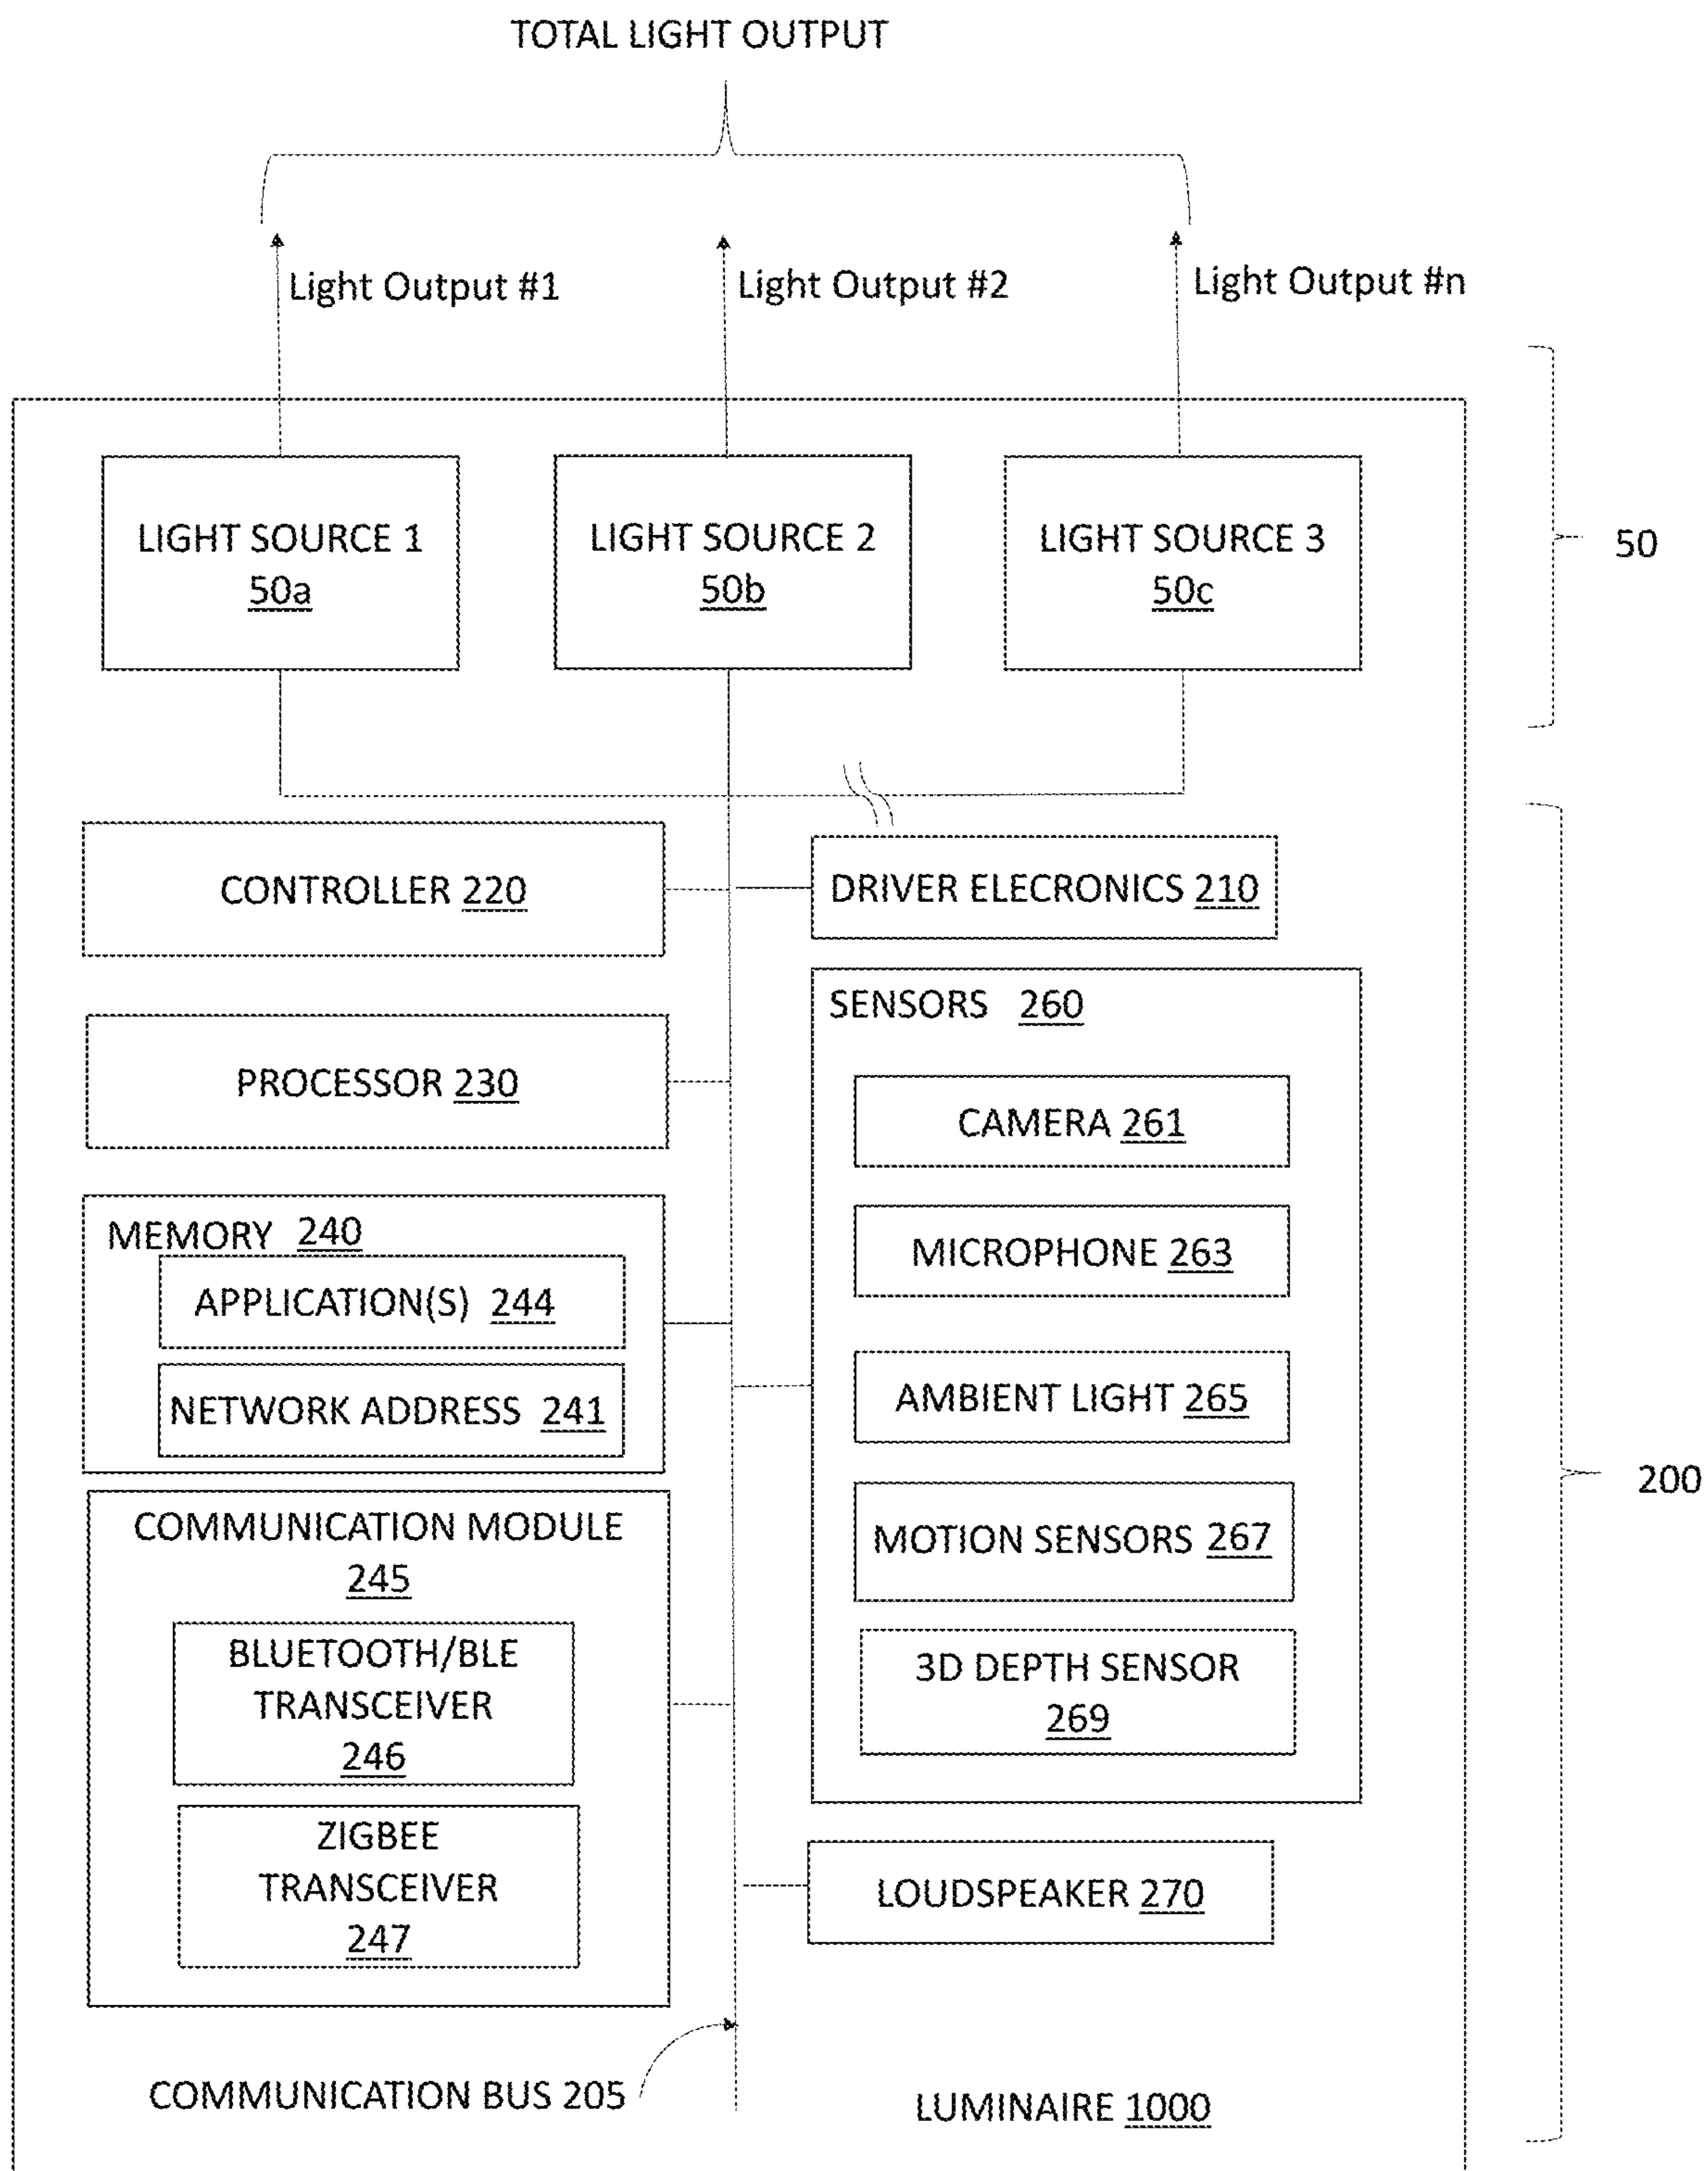 TOTAL LIGHT OUTPUT
Light Output #1
Light Output #2
Light Output #n
LIGHT SOURCE 1
50a
LIGHT SOURCE 2
50b
LIGHT SOURCE 3
50c
50
CONTROLLER 220
DRIVER ELECRONICS 210
PROCESSOR 230
MEMORY 240
APPLICATION(S) 244
NETWORK ADDRESS 241
COMMUNICATION MODULE
245
BLUETOOTH/BLE
TRANSCEIVER
246
ZIGBEE
TRANSCEIVER
247
SENSORS 260
CAMERA 261
MICROPHONE 263
AMBIENT LIGHT 265
MOTION SENSORS 267
3D DEPTH SENSOR
269
LOUDSPEAKER 270
200
COMMUNICATION BUS 205
LUMINAIRE 1000